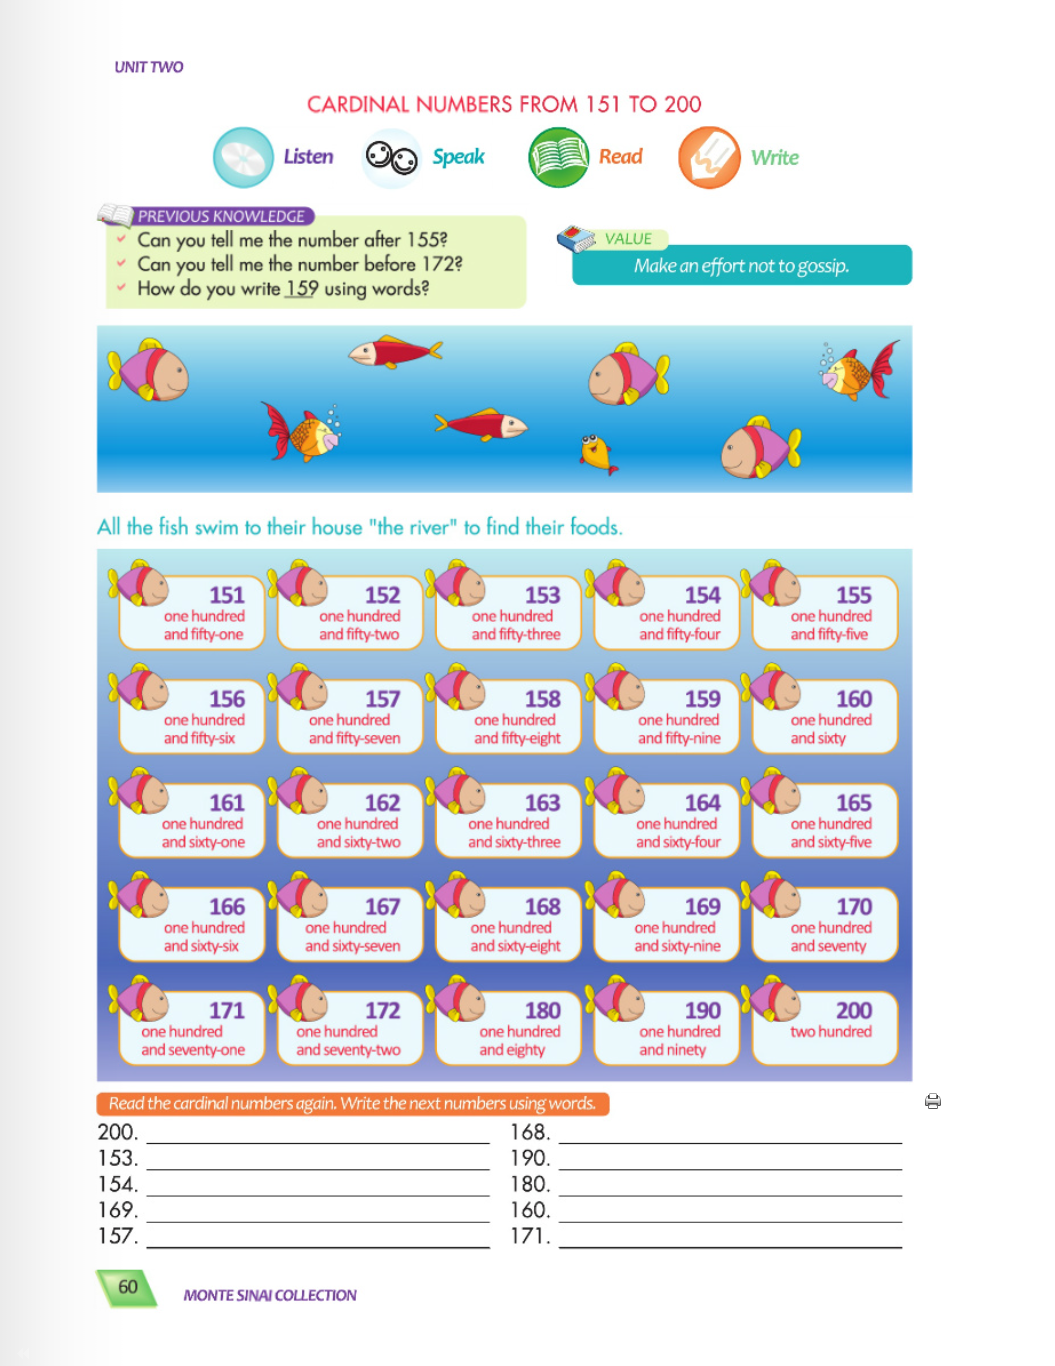 UNIT TWO
CARDINAL NUMBERS FROM 151 TO 200
Listen Speak Read Write
PREVIOUS KNOWLEDGE
Can you tell me the number after 155?
Can you tell me the number before 172?
How do you write 159 using words?
VALUE
Make an effort not to gossip.
All the fish swim to their house "the river" to find their foods.
151
one hundred
and fifty-one
152
one hundred
and fifty-two
153
one hundred
and fifty-three
154
one hundred
and fifty-four
155
one hundred
and fifty-five
156
one hundred
and fifty-six
157
one hundred
and fifty-seven
158
one hundred
and fifty-eight
159
one hundred
and fifty-nine
160
one hundred
and sixty
161
one hundred
and sixty-one
162
one hundred
and sixty-two
163
one hundred
and sixty-three
164
one hundred
and sixty-four
165
one hundred
and sixty-five
166
one hundred
and sixty-six
167
one hundred
and sixty-seven
168
one hundred
and sixty-eight
169
one hundred
and sixty-nine
170
one hundred
and seventy
171
one hundred
and seventy-one
172
one hundred
and seventy-two
180
one hundred
and eighty
190
one hundred
and ninety
200
two hundred
Read the cardinal numbers again. Write the next numbers using words.
200. 168.
153. 190.
154. 180.
169. 160.
157. 171.
60
MONTE SINAI COLLECTION